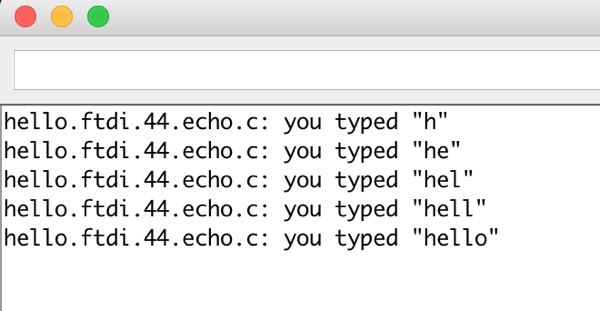 hello.ftdi.44.echo.c: you typed "h"
hello.ftdi.44.echo.c: you typed "he"
hello.ftdi.44.echo.c: you typed "hel"
hello.ftdi.44.echo.c: you typed "hell"
hello.ftdi.44.echo.c: you typed "hello"